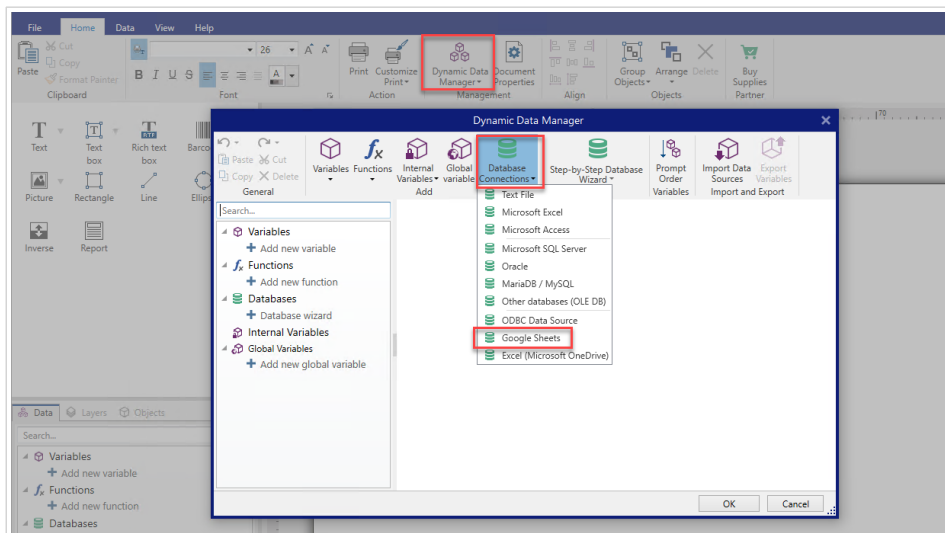 File Home Data View Help
Cut
Copy
Paste Format Painter
26 A A
B I U S A
Print Customize Print
Dynamic Data Manager
Document Properties
Group Objects
Arrange
Delete
Buy Supplies
Clipboard Font Action Management Align Objects Partner
170
Text
Text box
Rich text box
Picture
Rectangle
Line
Inverse
Report
Data Layers Objects
Search...
Variables
Add new variable
Functions
Add new function
Databases
Dynamic Data Manager
Paste Cut
Copy Delete
Variables
Functions
Internal Variables
Global variable
Database Connections
Step-by-Step Database Wizard
Prompt Order
Import Data Sources
Export Variables
General Add Variables Import and Export
Search...
Variables
Add new variable
Functions
Add new function
Databases
Database wizard
Internal Variables
Global Variables
Add new global variable
Text File
Microsoft Excel
Microsoft Access
Microsoft SQL Server
Oracle
MariaDB / MySQL
Other databases (OLE DB)
ODBC Data Source
Google Sheets
Excel (Microsoft OneDrive)
OK Cancel